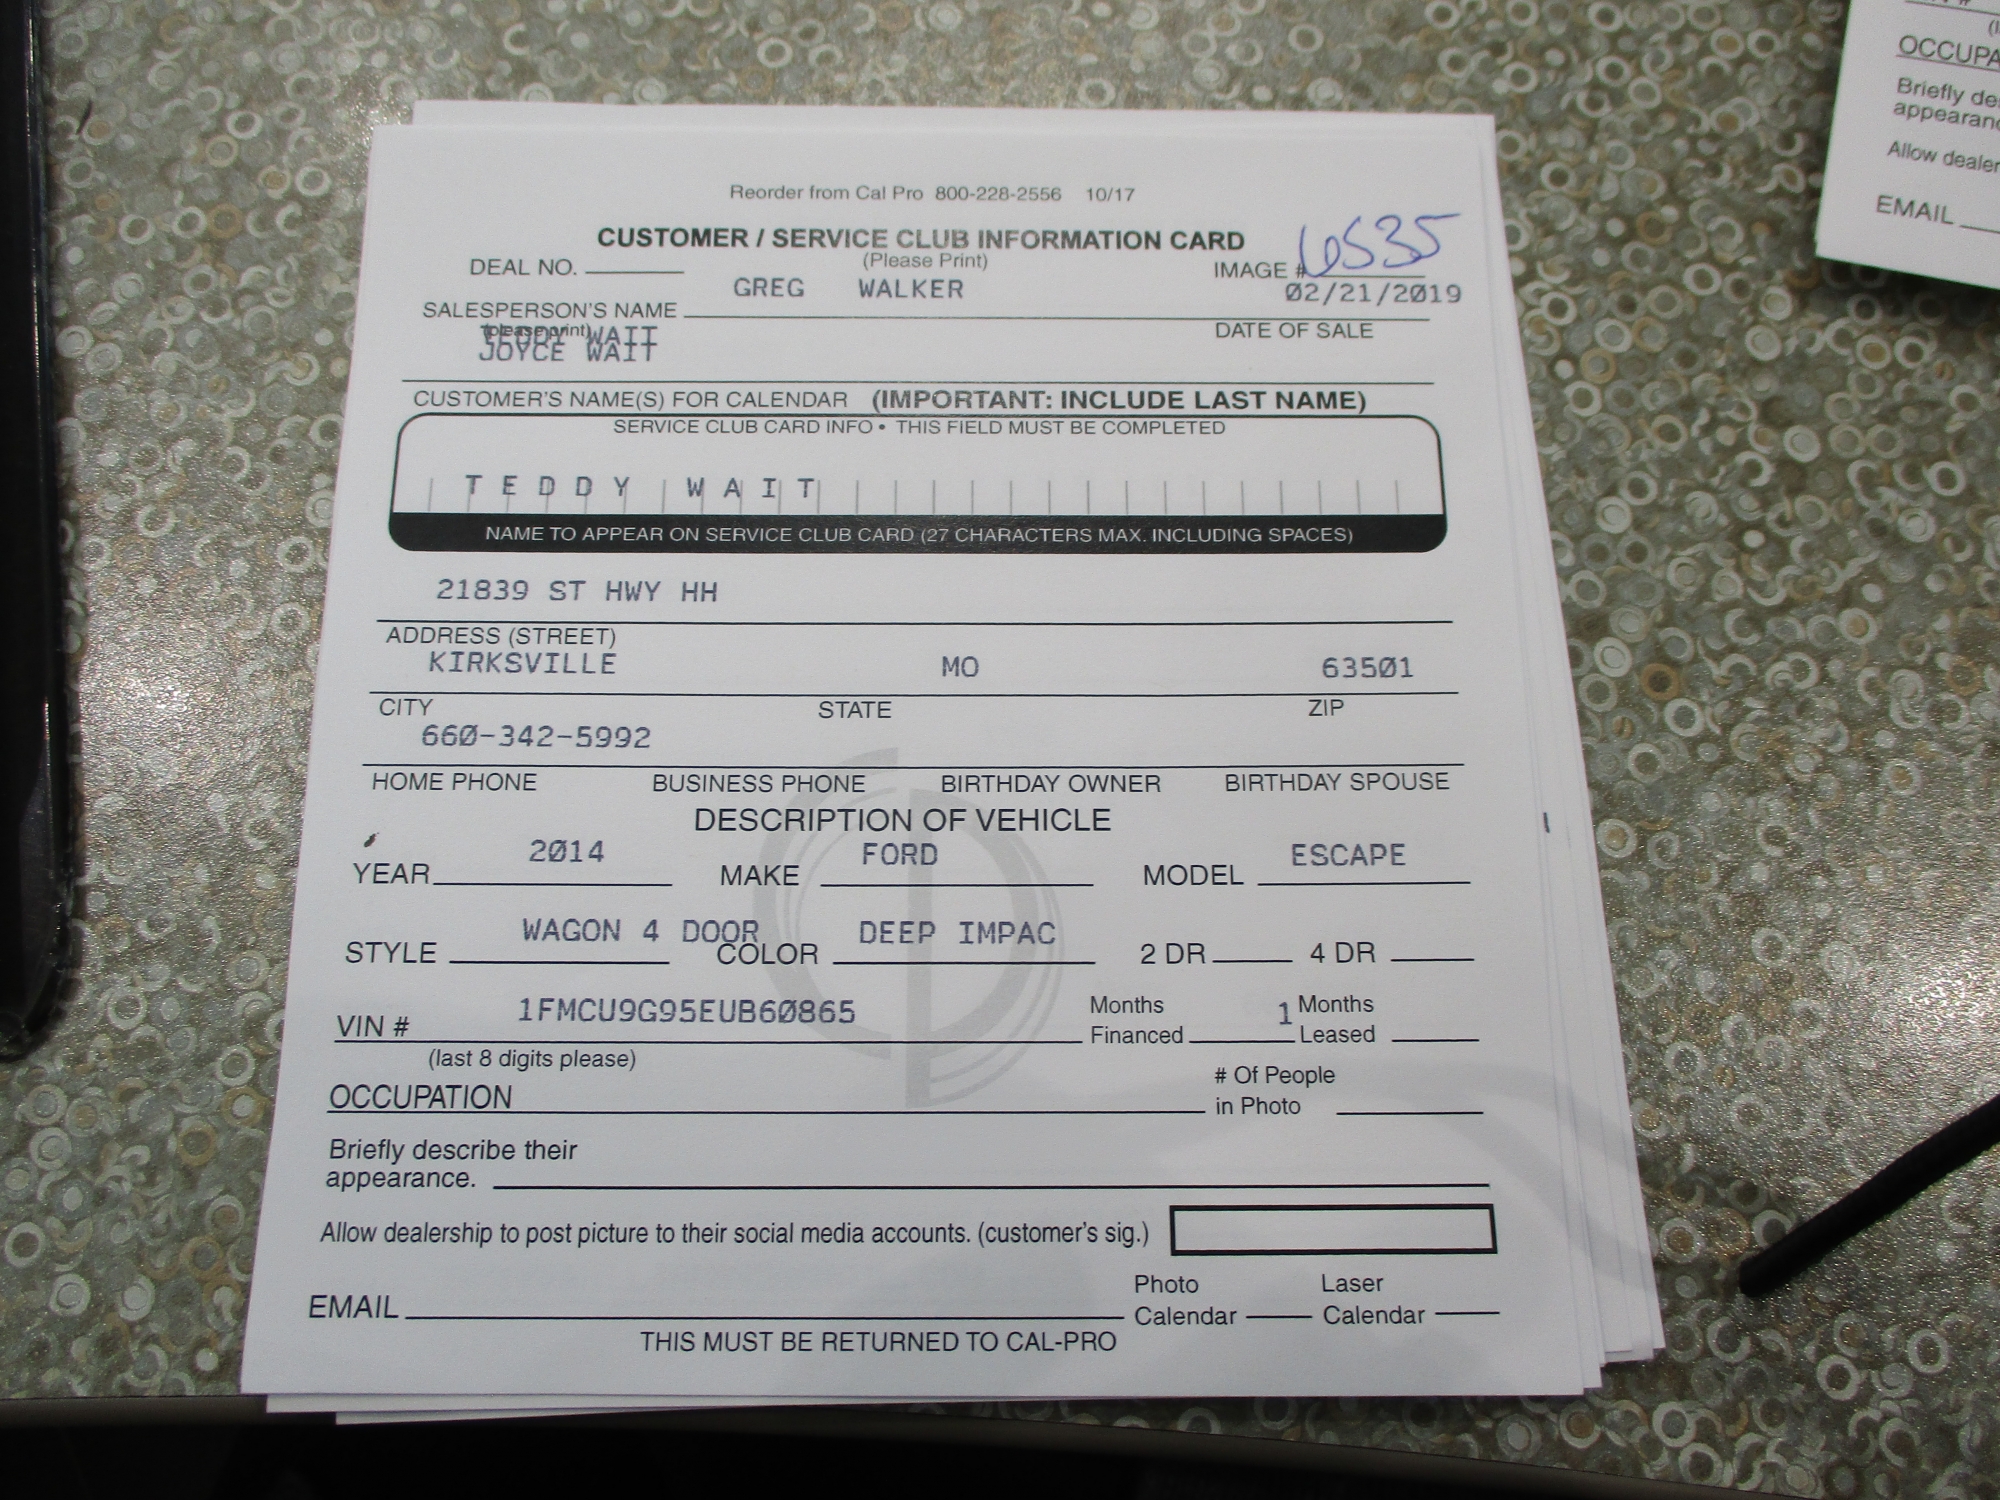 Reorder from Cal Pro 800-228-2556 10/17
CUSTOMER / SERVICE CLUB INFORMATION CARD
(Please Print)
DEAL NO.
IMAGE # 6535
GREG WALKER
02/21/2019
SALESPERSON'S NAME
(please print)
DATE OF SALE
TEDDY WAIT
JOYCE WAIT
CUSTOMER'S NAME(S) FOR CALENDAR (IMPORTANT: INCLUDE LAST NAME)
SERVICE CLUB CARD INFO • THIS FIELD MUST BE COMPLETED
TEDDY WAIT
NAME TO APPEAR ON SERVICE CLUB CARD (27 CHARACTERS MAX. INCLUDING SPACES)
21839 ST HWY HH
ADDRESS (STREET)
KIRKSVILLE MO 63501
CITY STATE ZIP
660-342-5992
HOME PHONE BUSINESS PHONE BIRTHDAY OWNER BIRTHDAY SPOUSE
DESCRIPTION OF VEHICLE
YEAR 2014 MAKE FORD MODEL ESCAPE
STYLE WAGON 4 DOOR COLOR DEEP IMPAC 2 DR 4 DR
VIN # 1FMCU9G95EUB60865 Months Financed 1 Months Leased
(last 8 digits please)
OCCUPATION # Of People in Photo
Briefly describe their
appearance.
Allow dealership to post picture to their social media accounts. (customer's sig.)
EMAIL Photo Calendar Laser Calendar
THIS MUST BE RETURNED TO CAL-PRO
Briefly
appearan
Allow dealer
EMAIL